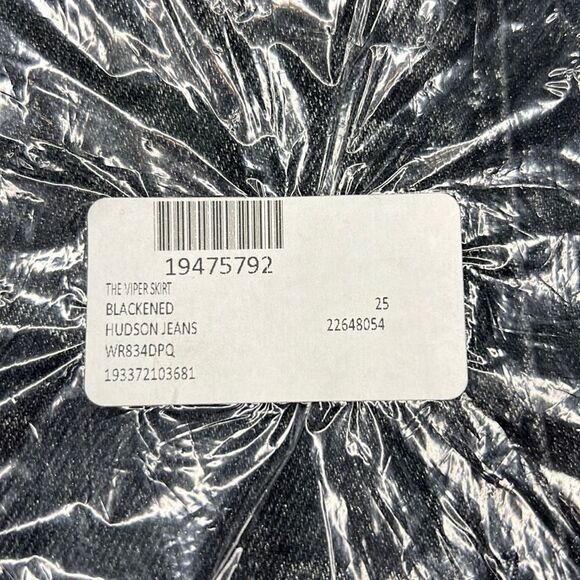 19475792
THE VIPER SKIRT
BLACKENED 25
HUDSON JEANS 22648054
WR834DPQ
193372103681